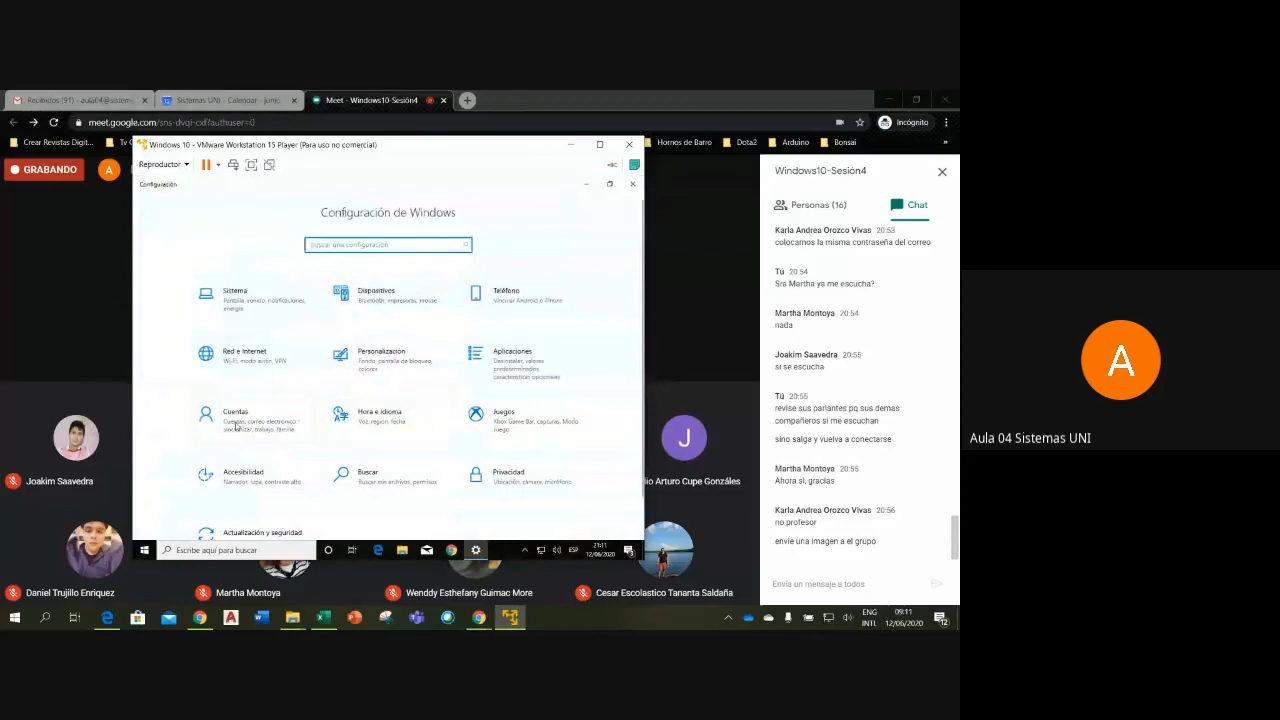 Recibidos (91) - aula04@sistem
Sistemas UNI - Calendar - juni
Meet - Windows10-Sesión4
meet.google.com/sns-dvqi-cxf?authuser=0
Incógnito
Crear Revistas Digit...
Tv
Hornos de Barro
Dota2
Arduino
Bonsai
»
GRABANDO
A
Windows 10 - VMware Workstation 15 Player (Para uso no comercial)
Reproductor
Configuración
Configuración de Windows
Buscar una configuración
Sistema
Pantalla, sonido, notificaciones,
energía
Dispositivos
Bluetooth, impresoras, mouse
Teléfono
Vincular Android o iPhone
Red e Internet
Wi-Fi, modo avión, VPN
Personalización
Fondo, pantalla de bloqueo,
colores
Aplicaciones
Desinstalar, valores
predeterminados,
características opcionales
Cuentas
Cuentas, correo electrónico,
sincronizar, trabajo, familia
Hora e idioma
Voz, región, fecha
Juegos
Xbox Game Bar, capturas, Modo
Juego
Accesibilidad
Narrador, lupa, contraste alto
Buscar
Buscar mis archivos, permisos
Privacidad
Ubicación, cámara, micrófono
Actualización y seguridad
Escribe aquí para buscar
ESP
21:11
12/06/2020
Joakim Saavedra
J
lio Arturo Cupe Gonzáles
Daniel Trujillo Enriquez
Martha Montoya
Wenddy Esthefany Guimac More
Cesar Escolastico Tananta Saldaña
Windows10-Sesión4
Personas (16)
Chat
Karla Andrea Orozco Vivas 20:53
colocamos la misma contraseña del correo
Tú 20:54
Sra Martha ya me escucha?
Martha Montoya 20:54
nada
Joakim Saavedra 20:55
si se escucha
Tú 20:55
revise sus parlantes pq sus demas
compañeros si me escuchan
sino salga y vuelva a conectarse
Martha Montoya 20:55
Ahora si, gracias
Karla Andrea Orozco Vivas 20:56
no profesor
envie una imagen a el grupo
Envía un mensaje a todos
ENG
INTL
09:11
12/06/2020
12
A
Aula 04 Sistemas UNI